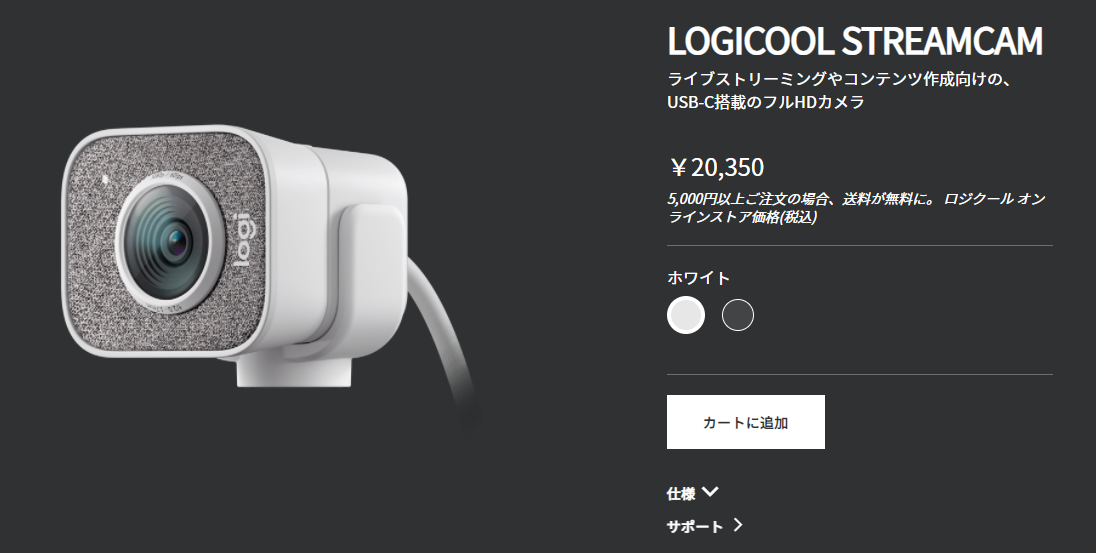 LOGICOOL STREAMCAM
ライブストリーミングやコンテンツ作成向けの、
USB-C搭載のフルHDカメラ
￥20,350
5,000円以上ご注文の場合、送料が無料に。 ロジクール オン
ラインストア価格(税込)
ホワイト
カートに追加
仕様
サポート
logi